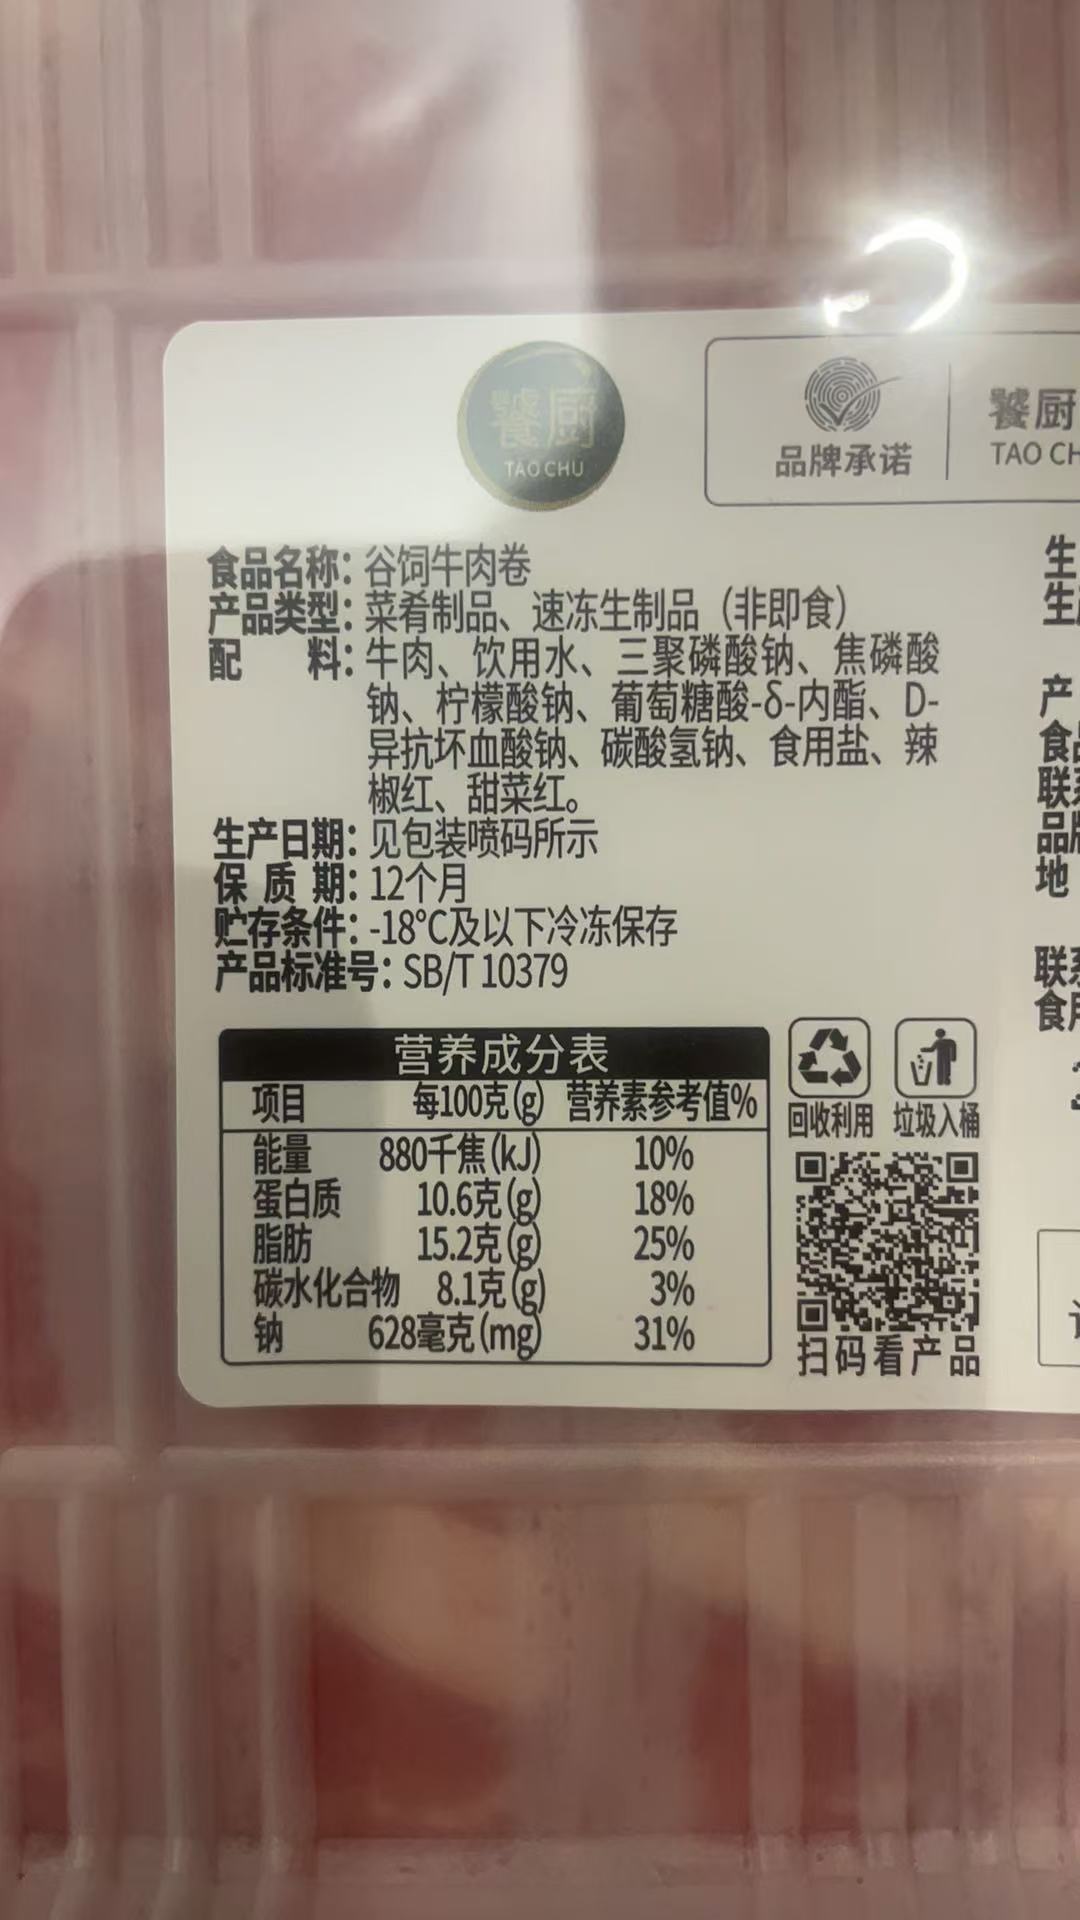 饕厨
TAO CHU
品牌承诺
饕厨
TAO CH
食品名称：谷饲牛肉卷
产品类型：菜肴制品、速冻生制品（非即食）
配 料：牛肉、饮用水、三聚磷酸钠、焦磷酸
钠、柠檬酸钠、葡萄糖酸-δ-内酯、D-
异抗坏血酸钠、碳酸氢钠、食用盐、辣
椒红、甜菜红。
生产日期：见包装喷码所示
保 质 期：12个月
贮存条件：-18°C及以下冷冻保存
产品标准号：SB/T 10379
营养成分表
项目 每100克(g) 营养素参考值%
能量 880千焦(kJ) 10%
蛋白质 10.6克(g) 18%
脂肪 15.2克(g) 25%
碳水化合物 8.1克(g) 3%
钠 628毫克(mg) 31%
回收利用 垃圾入桶
扫码看产品
生
生
产
食
联
品
地
联
食